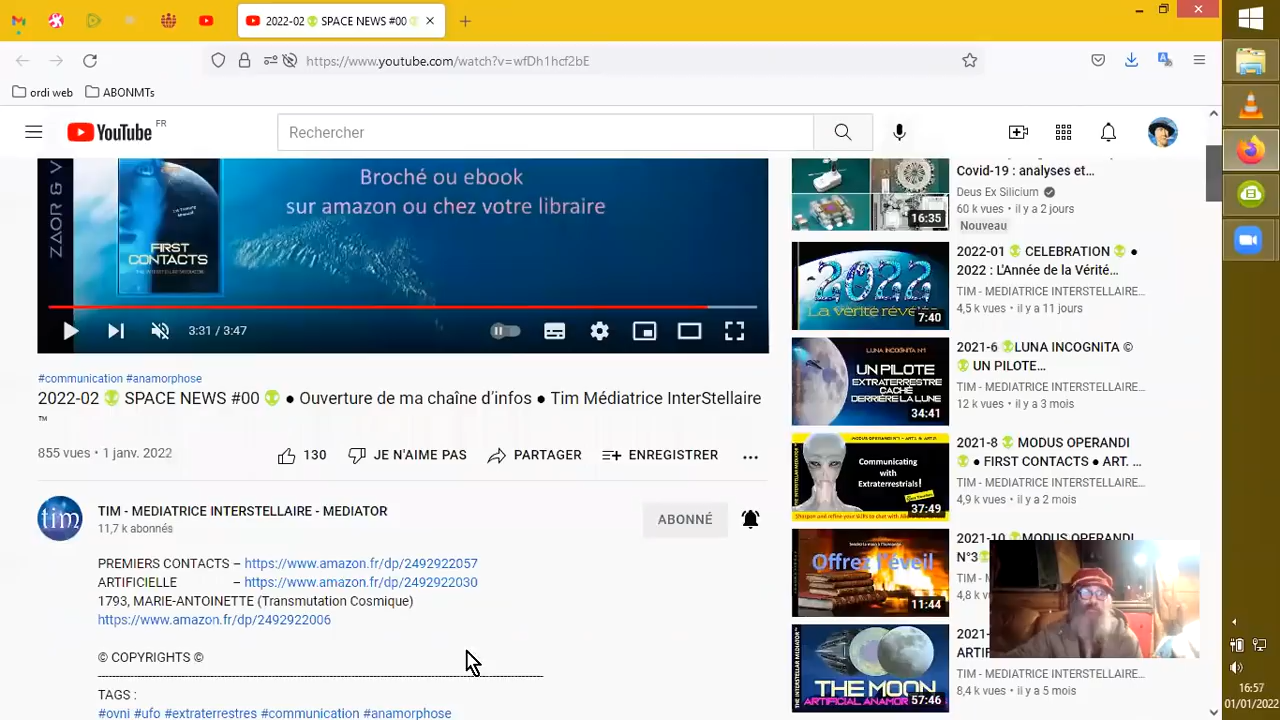 2022-02 👽 SPACE NEWS #00 👽
https://www.youtube.com/watch?v=wfDh1hcf2bE
ordi web
ABONMTs
YouTube FR
Rechercher
Broché ou ebook
sur amazon ou chez votre libraire
FIRST
CONTACTS
3:31 / 3:47
#communication #anamorphose
2022-02 👽 SPACE NEWS #00 👽 ● Ouverture de ma chaîne d’infos ● Tim Médiatrice InterStellaire
™
855 vues • 1 janv. 2022
130
JE N'AIME PAS
PARTAGER
ENREGISTRER
tim
TIM - MEDIATRICE INTERSTELLAIRE - MEDIATOR
11,7 k abonnés
ABONNÉ
PREMIERS CONTACTS – https://www.amazon.fr/dp/2492922057
ARTIFICIELLE – https://www.amazon.fr/dp/2492922030
1793, MARIE-ANTOINETTE (Transmutation Cosmique)
https://www.amazon.fr/dp/2492922006
© COPYRIGHTS ©
TAGS :
#ovni #ufo #extraterrestres #communication #anamorphose
16:35
Covid-19 : analyses et…
Deus Ex Silicium
60 k vues • il y a 2 jours
Nouveau
2022
La vérité révélée
7:40
2022-01 👽 CELEBRATION 👽 ●
2022 : L'Année de la Vérité…
TIM - MEDIATRICE INTERSTELLAIRE…
4,5 k vues • il y a 11 jours
LUNA INCOGNITA N°1
UN PILOTE
EXTRATERRESTRE
CACHÉ
DERRIÈRE LA LUNE
34:41
2021-6 👽LUNA INCOGNITA ©
👽 UN PILOTE…
TIM - MEDIATRICE INTERSTELLAIRE…
12 k vues • il y a 3 mois
Communicating
with
Extraterrestrials!
37:49
2021-8 👽 MODUS OPERANDI
👽 ● FIRST CONTACTS ● ART. …
TIM - MEDIATRICE INTERSTELLAIRE…
4,9 k vues • il y a 2 mois
Offrez l'éveil
11:44
2021-10 👽MODUS OPERANDI
N°3👽
TIM
4,8 k
THE MOON
ARTIFICIAL ANAMORPHOSE
57:46
2021-
ARTIF
TIM - MEDIATRICE INTERSTELLAIRE…
8,4 k vues • il y a 5 mois
16:57
01/01/2022